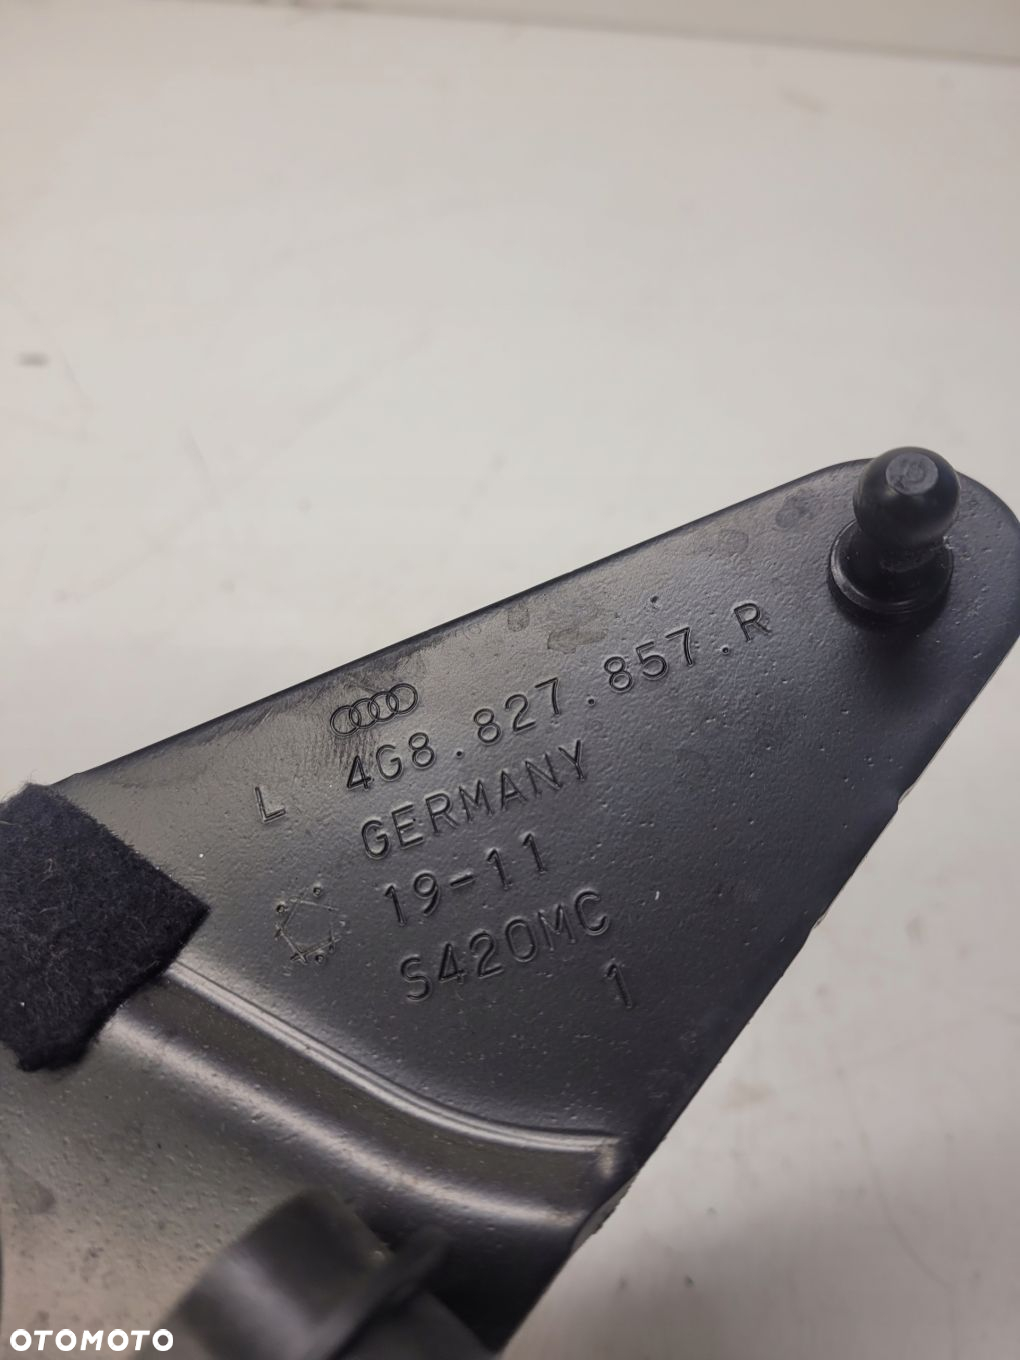 L 4G8.827.857.R
GERMANY
19-11
S420MC
1
OTOMOTO